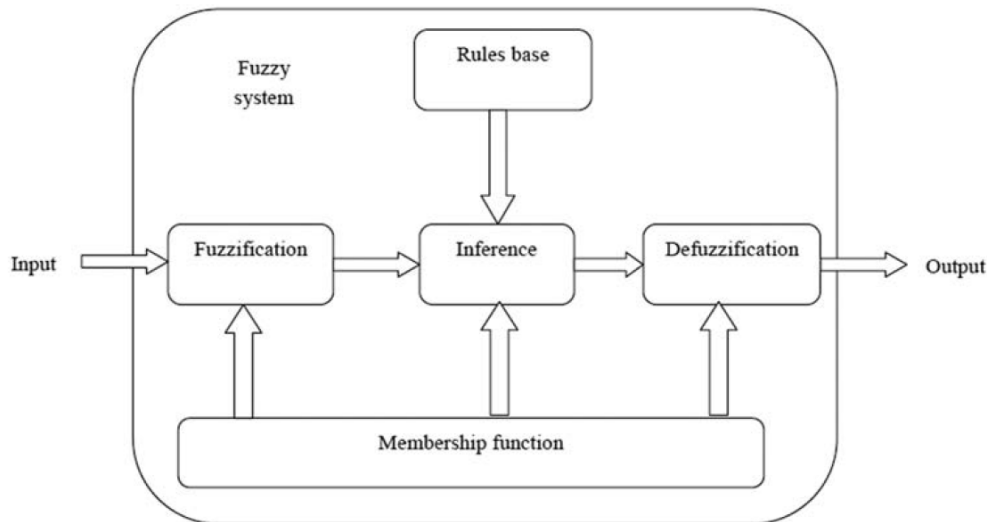 Rules base
Fuzzy
system
Fuzzification
Inference
Defuzzification
Input
Output
Membership function